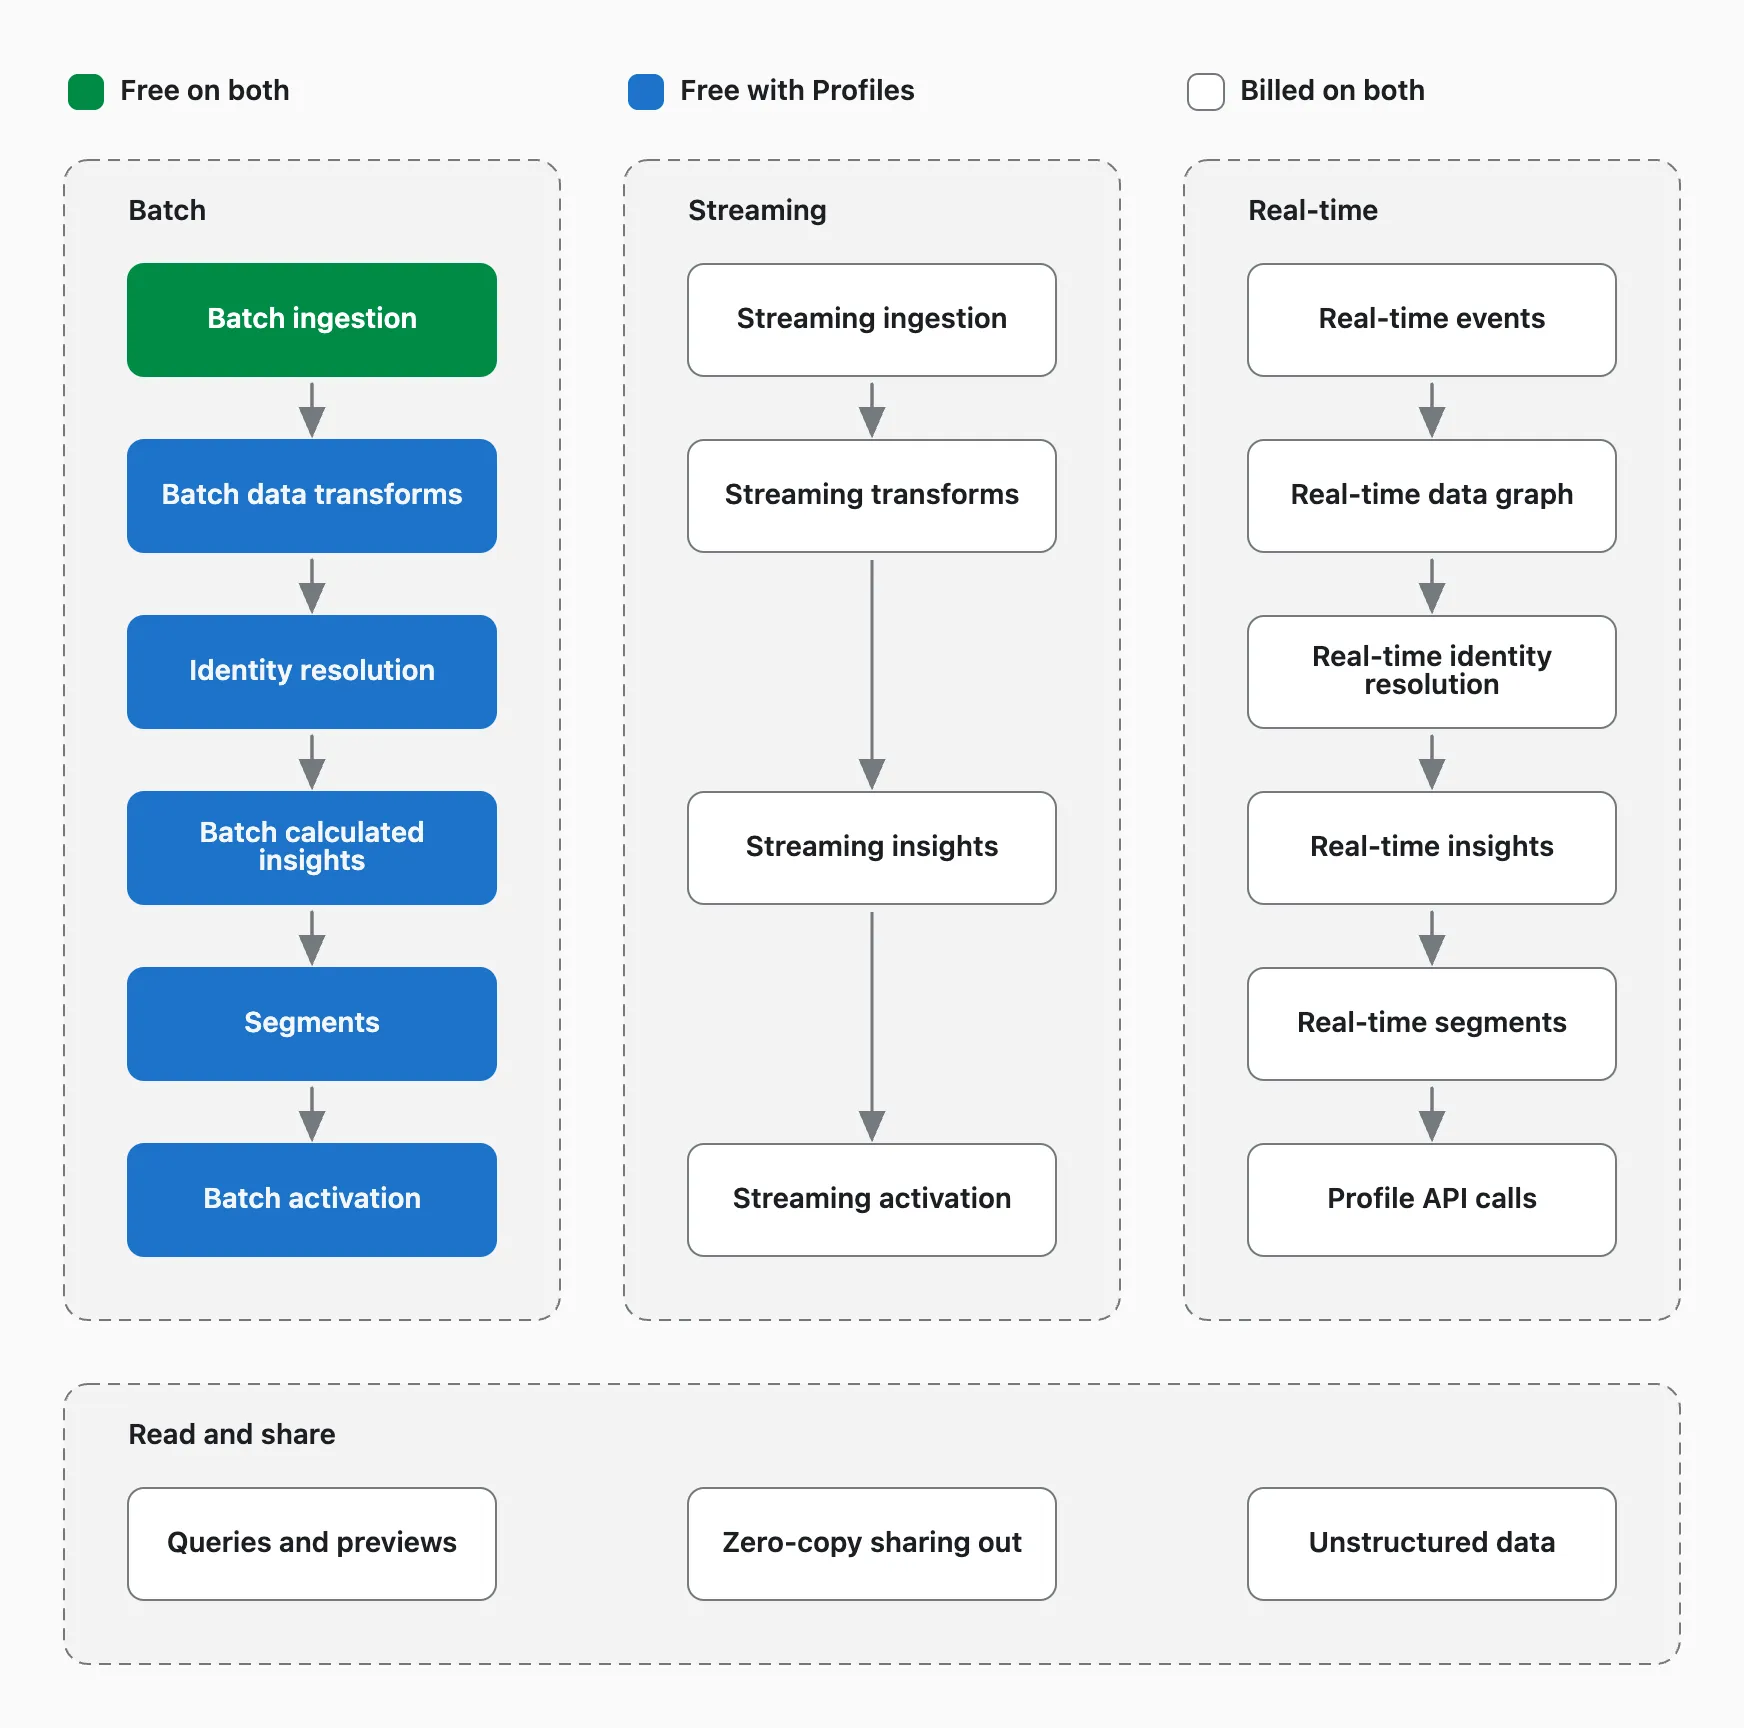 Free on both
Free with Profiles
Billed on both
Batch
Batch ingestion
Batch data transforms
Identity resolution
Batch calculated
insights
Segments
Batch activation
Streaming
Streaming ingestion
Streaming transforms
Streaming insights
Streaming activation
Real-time
Real-time events
Real-time data graph
Real-time identity
resolution
Real-time insights
Real-time segments
Profile API calls
Read and share
Queries and previews
Zero-copy sharing out
Unstructured data